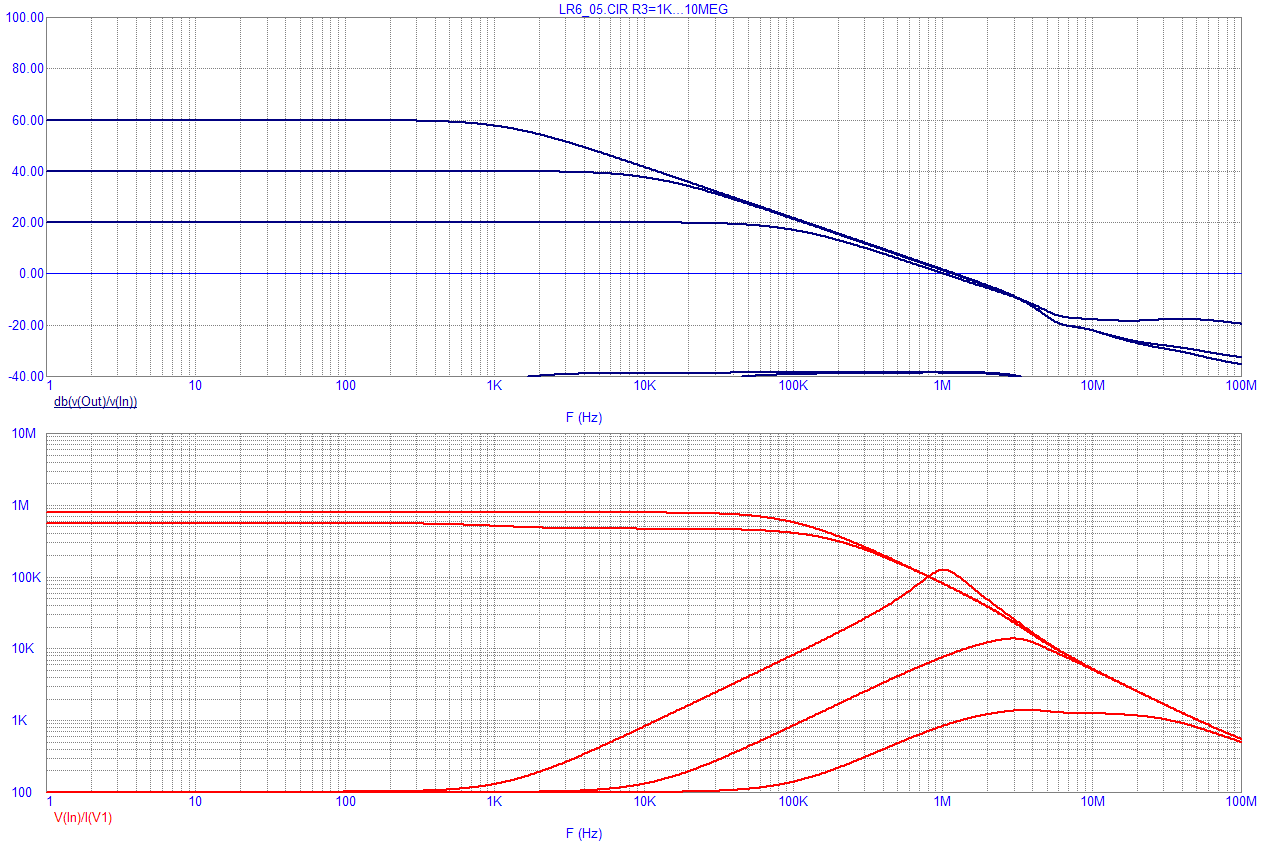 LR6_05.CIR R3=1K...10MEG
100.00
80.00
60.00
40.00
20.00
0.00
-20.00
-40.00
1 10 100 1K 10K 100K 1M 10M 100M
db(v(Out)/v(In))
F (Hz)
10M
1M
100K
10K
1K
100
1 10 100 1K 10K 100K 1M 10M 100M
V(In)/I(V1)
F (Hz)